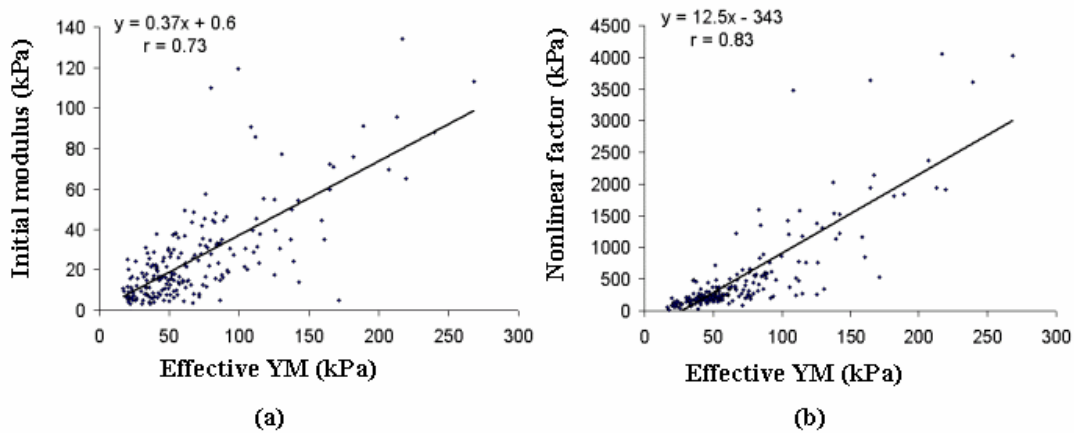 y = 0.37x + 0.6
r = 0.73
Initial modulus (kPa)
140
120
100
80
60
40
20
0
0 50 100 150 200 250 300
Effective YM (kPa)
(a)
y = 12.5x - 343
r = 0.83
Nonlinear factor (kPa)
4500
4000
3500
3000
2500
2000
1500
1000
500
0
0 50 100 150 200 250 300
Effective YM (kPa)
(b)